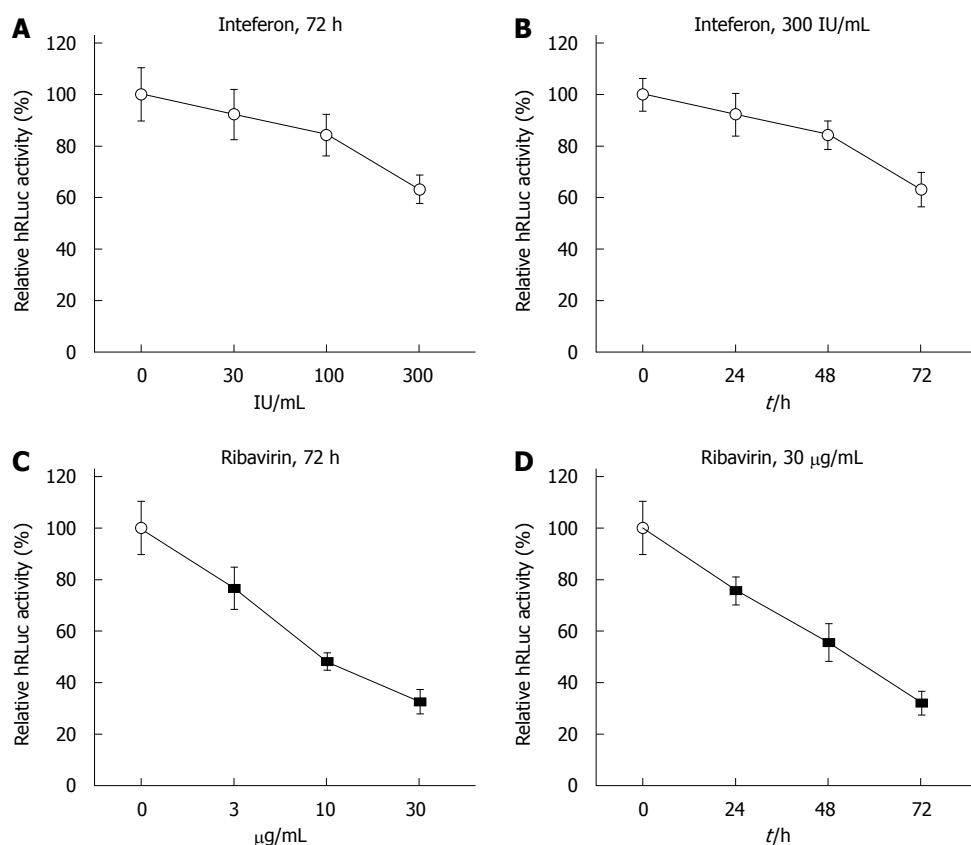 A
Inteferon, 72 h
Relative hRLuc activity (%)
120
100
80
60
40
20
0
0 30 100 300
IU/mL
B
Inteferon, 300 IU/mL
Relative hRLuc activity (%)
120
100
80
60
40
20
0
0 24 48 72
t/h
C
Ribavirin, 72 h
Relative hRLuc activity (%)
120
100
80
60
40
20
0
0 3 10 30
μg/mL
D
Ribavirin, 30 μg/mL
Relative hRLuc activity (%)
120
100
80
60
40
20
0
0 24 48 72
t/h